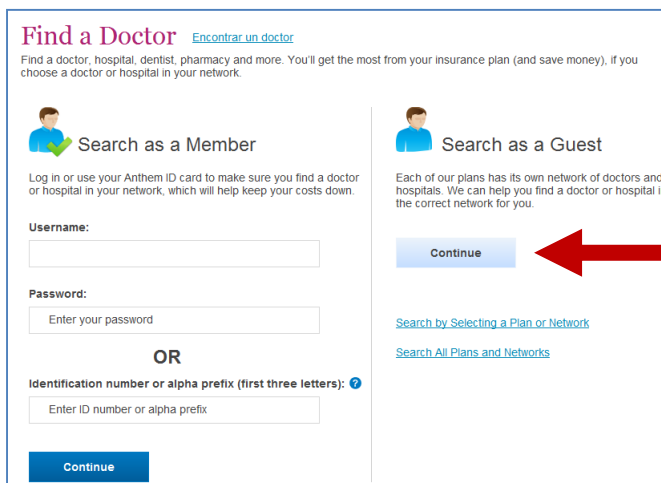 Find a Doctor Encontrar un doctor
Find a doctor, hospital, dentist, pharmacy and more. You'll get the most from your insurance plan (and save money), if you
choose a doctor or hospital in your network.
Search as a Member
Log in or use your Anthem ID card to make sure you find a doctor
or hospital in your network, which will help keep your costs down.
Username:
Password:
Enter your password
OR
Identification number or alpha prefix (first three letters): ?
Enter ID number or alpha prefix
Continue
Search as a Guest
Each of our plans has its own network of doctors and
hospitals. We can help you find a doctor or hospital i
the correct network for you.
Continue
Search by Selecting a Plan or Network
Search All Plans and Networks